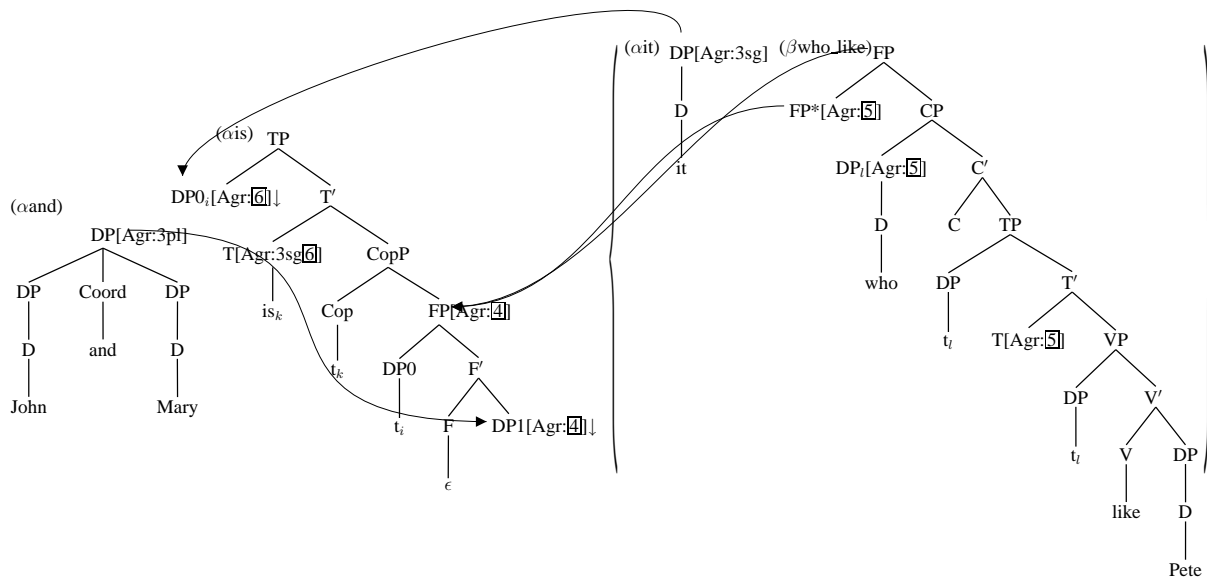 (αit) DP[Agr:3sg] (βwho_like) FP
D FP*[Agr:5] CP
(αis) TP
it DPl[Agr:5] C′
DP0i[Agr:6]↓ T′
(αand)
D C TP
DP[Agr:3pl] T[Agr:3sg6] CopP
DP Coord DP who DP T′
isk Cop FP[Agr:4]
tl T[Agr:5] VP
D and D
tk DP0 F′
DP V′
John Mary
ti F DP1[Agr:4]↓
tl V DP
ϵ
like D
Pete